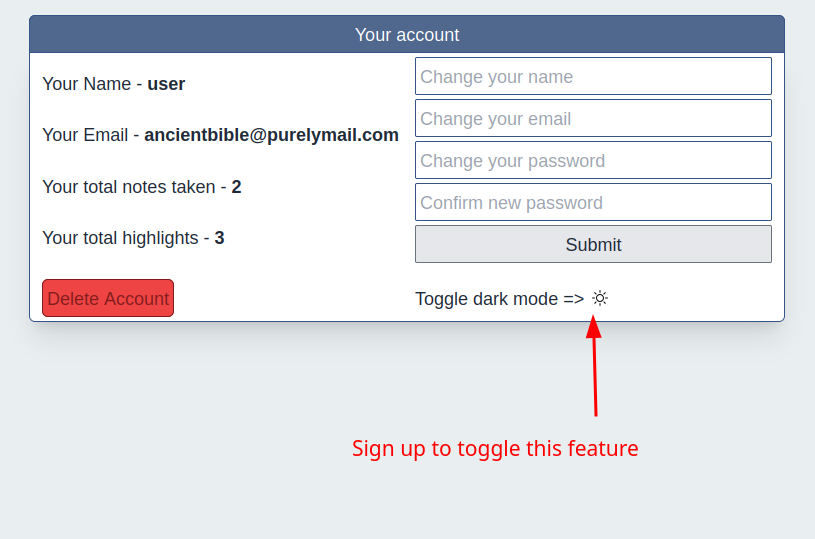 Your account
Your Name - user
Your Email - ancientbible@purelymail.com
Your total notes taken - 2
Your total highlights - 3
Delete Account
Change your name
Change your email
Change your password
Confirm new password
Submit
Toggle dark mode =>
Sign up to toggle this feature